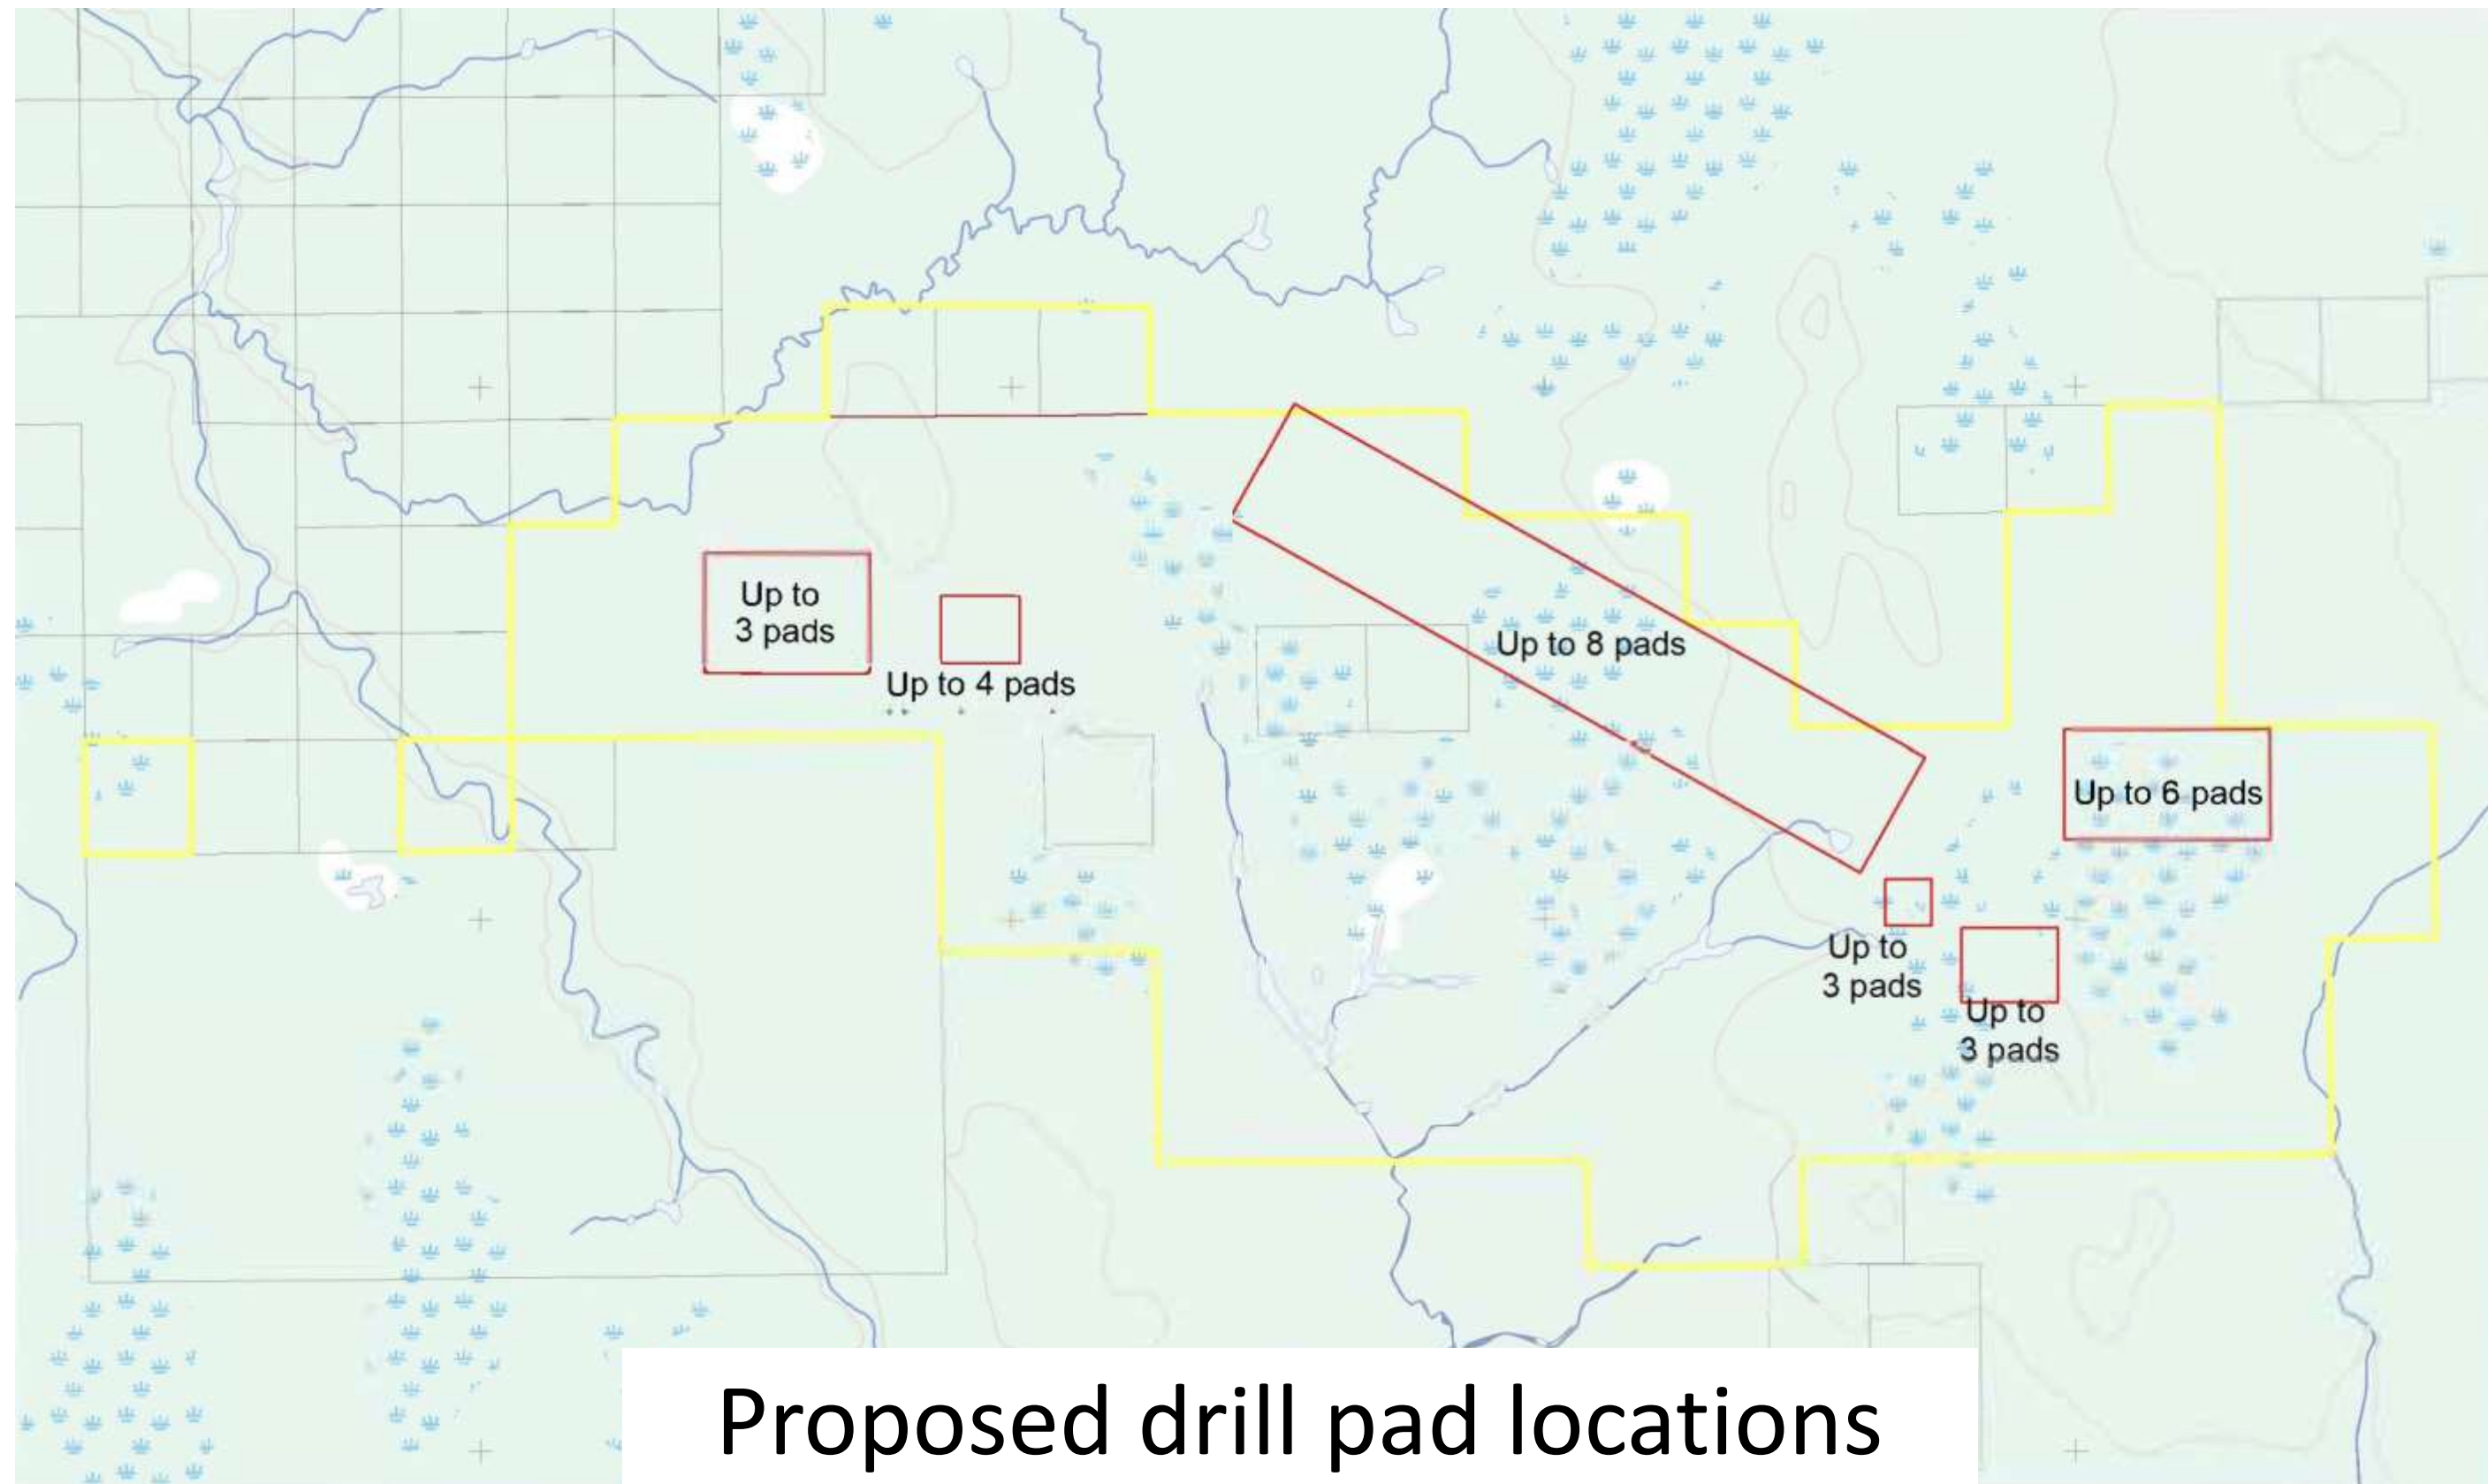 Up to
3 pads
Up to 4 pads
Up to 8 pads
Up to 6 pads
Up to
3 pads
Up to
3 pads
Proposed drill pad locations